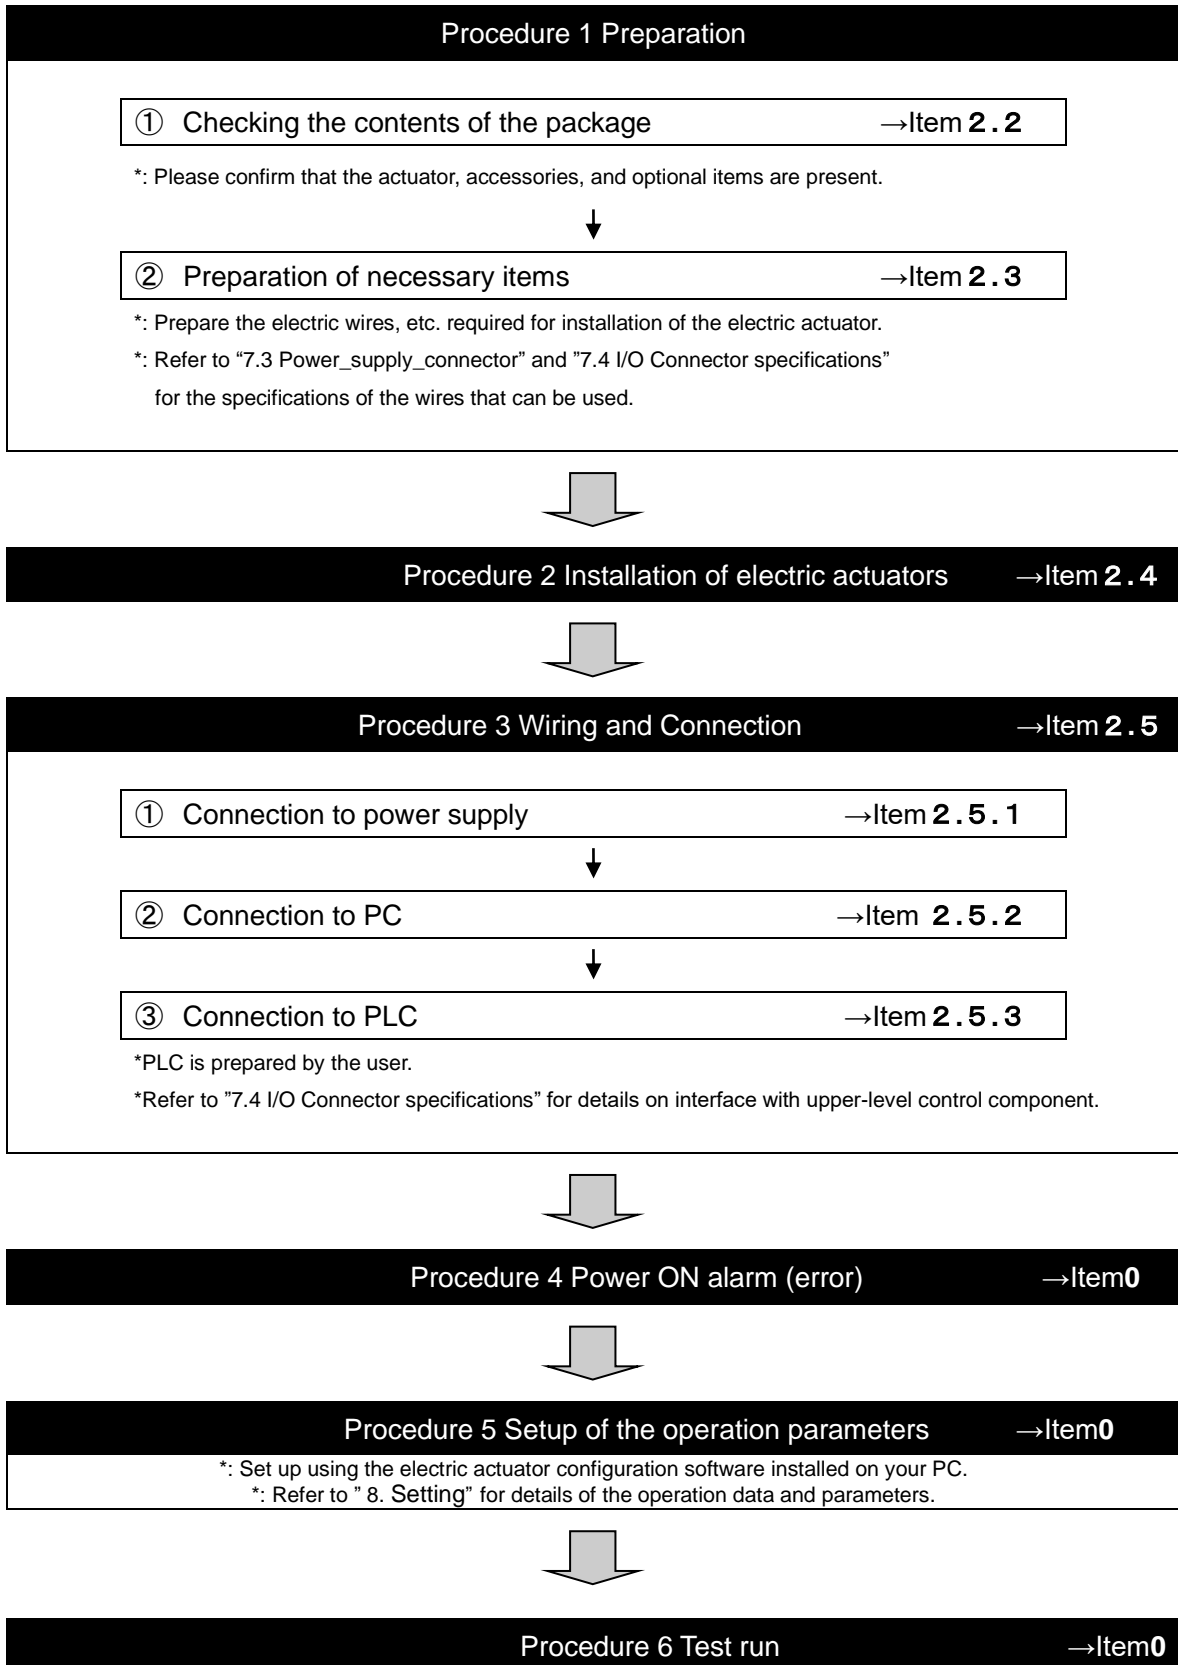 Procedure 1 Preparation
① Checking the contents of the package →Item 2.2
*: Please confirm that the actuator, accessories, and optional items are present.
② Preparation of necessary items →Item 2.3
*: Prepare the electric wires, etc. required for installation of the electric actuator.
*: Refer to “7.3 Power_supply_connector” and ”7.4 I/O Connector specifications”
for the specifications of the wires that can be used.
Procedure 2 Installation of electric actuators →Item 2.4
Procedure 3 Wiring and Connection →Item 2.5
① Connection to power supply →Item 2.5.1
② Connection to PC →Item 2.5.2
③ Connection to PLC →Item 2.5.3
*PLC is prepared by the user.
*Refer to ”7.4 I/O Connector specifications” for details on interface with upper-level control component.
Procedure 4 Power ON alarm (error) →Item0
Procedure 5 Setup of the operation parameters →Item0
*: Set up using the electric actuator configuration software installed on your PC.
*: Refer to ” 8. Setting” for details of the operation data and parameters.
Procedure 6 Test run →Item0